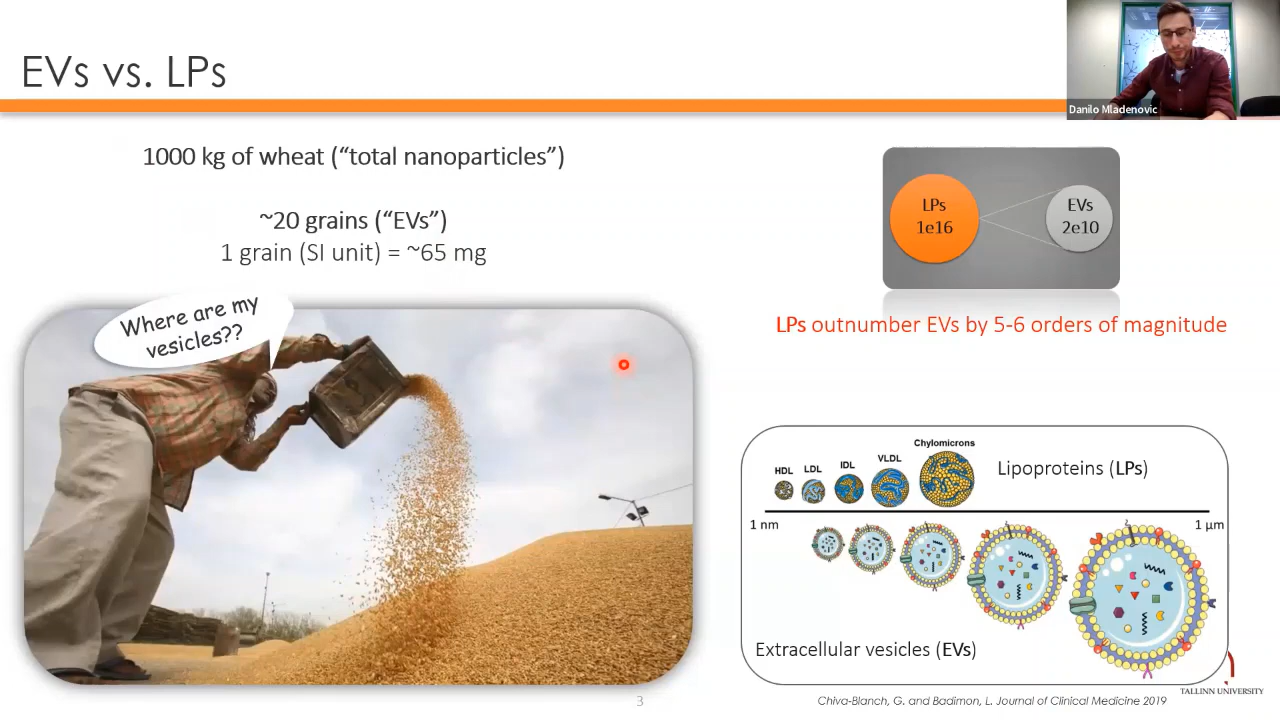 EVs vs. LPs
Danilo Mladenovic
1000 kg of wheat (“total nanoparticles”)
~20 grains (“EVs”)
1 grain (SI unit) = ~65 mg
Where are my
vesicles??
LPs
1e16
EVs
2e10
LPs outnumber EVs by 5-6 orders of magnitude
HDL
LDL
IDL
VLDL
Chylomicrons
Lipoproteins (LPs)
1 nm
1 µm
Extracellular vesicles (EVs)
3
Chiva-Blanch, G. and Badimon, L. Journal of Clinical Medicine 2019
TALLINN UNIVERSITY